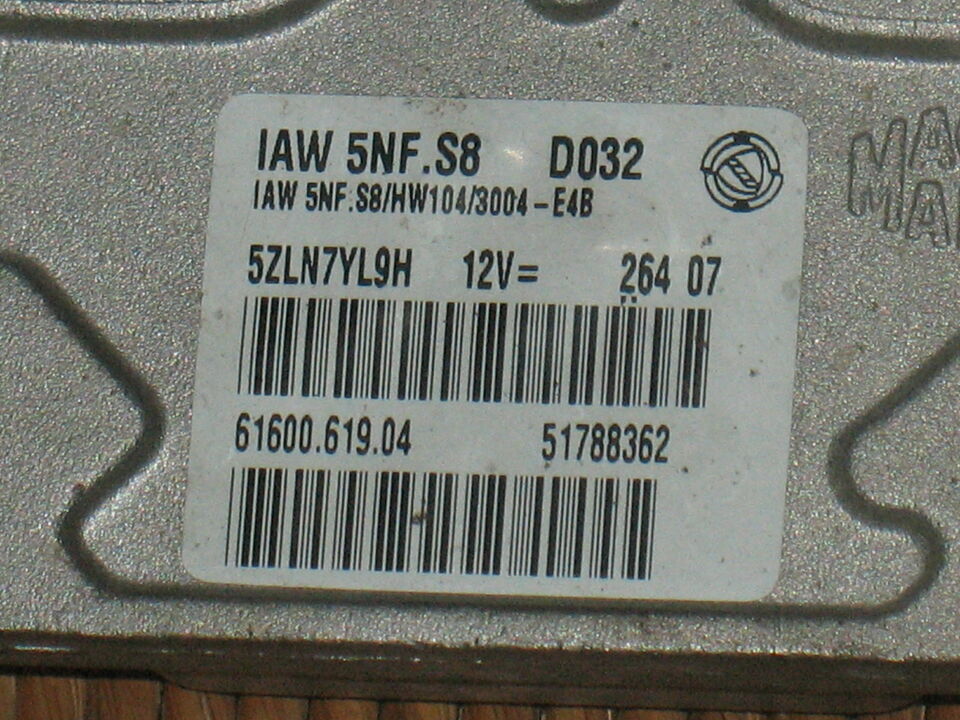 IAW 5NF.S8 D032
IAW 5NF.S8/HW104/3004-E4B
5ZLN7YL9H 12V= 264 07
61600.619.04 51788362